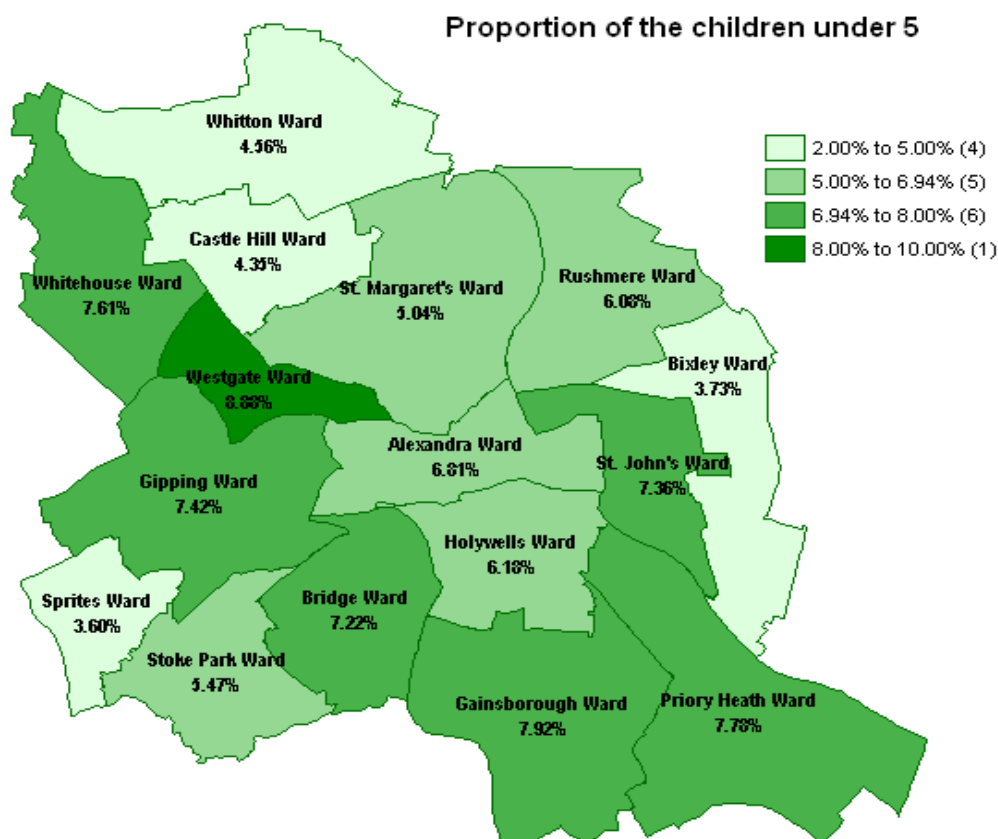 Proportion of the children under 5
Whitton Ward
4.56%
2.00% to 5.00% (4)
5.00% to 6.94% (5)
6.94% to 8.00% (6)
8.00% to 10.00% (1)
Castle Hill Ward
4.35%
Whitehouse Ward
7.61%
St. Margaret's Ward
5.04%
Rushmere Ward
6.08%
Westgate Ward
8.88%
Bixley Ward
3.73%
Alexandra Ward
6.81%
St. John's Ward
7.36%
Gipping Ward
7.42%
Holywells Ward
6.18%
Sprites Ward
3.60%
Bridge Ward
7.22%
Stoke Park Ward
5.47%
Gainsborough Ward
7.92%
Priory Heath Ward
7.78%